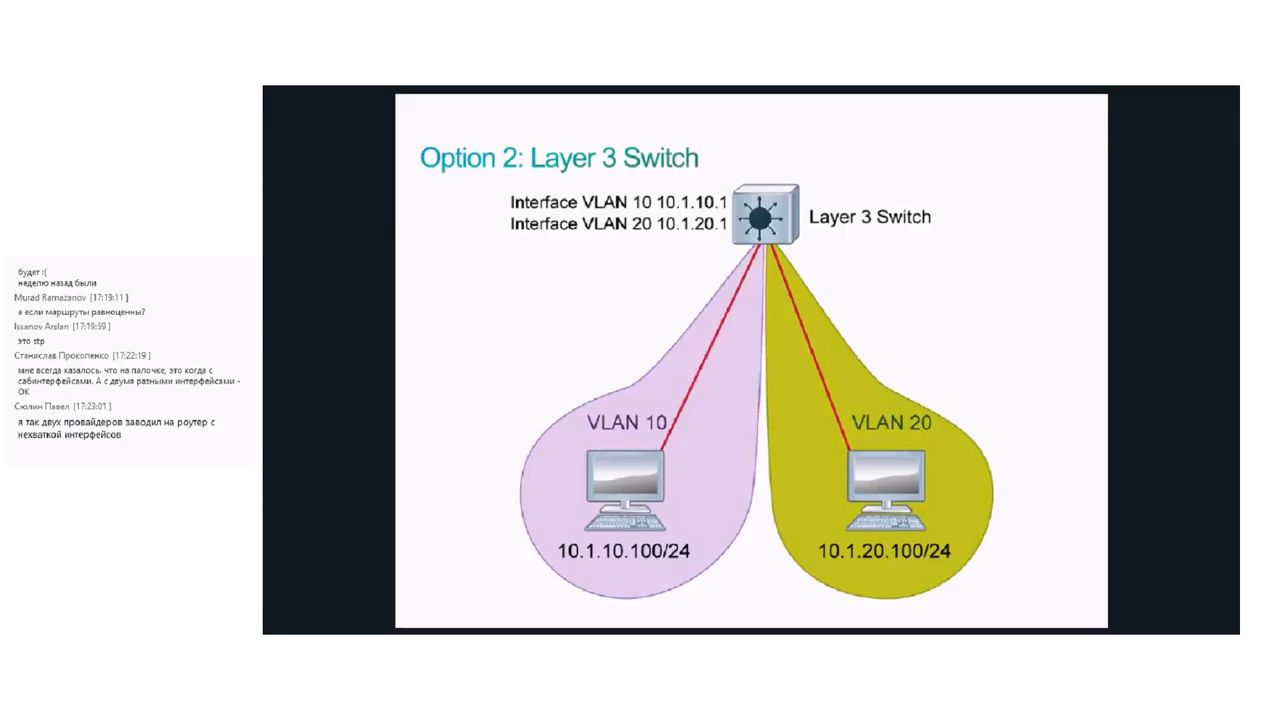 будет :(
неделю назад были
Murad Ramazanov [17:19:11 ]
а если маршруты равноценны?
Issanov Arslan [17:19:59 ]
это stp
Станислав Прокопенко [17:22:19 ]
мне всегда казалось. что на палочке, это когда с
сабинтерфейсами. А с двумя разными интерфейсами -
ОК
Сюлин Павел [17:23:01 ]
я так двух провайдеров заводил на роутер с
нехваткой интерфейсов
Option 2: Layer 3 Switch
Interface VLAN 10 10.1.10.1
Interface VLAN 20 10.1.20.1
Layer 3 Switch
VLAN 10
VLAN 20
10.1.10.100/24
10.1.20.100/24